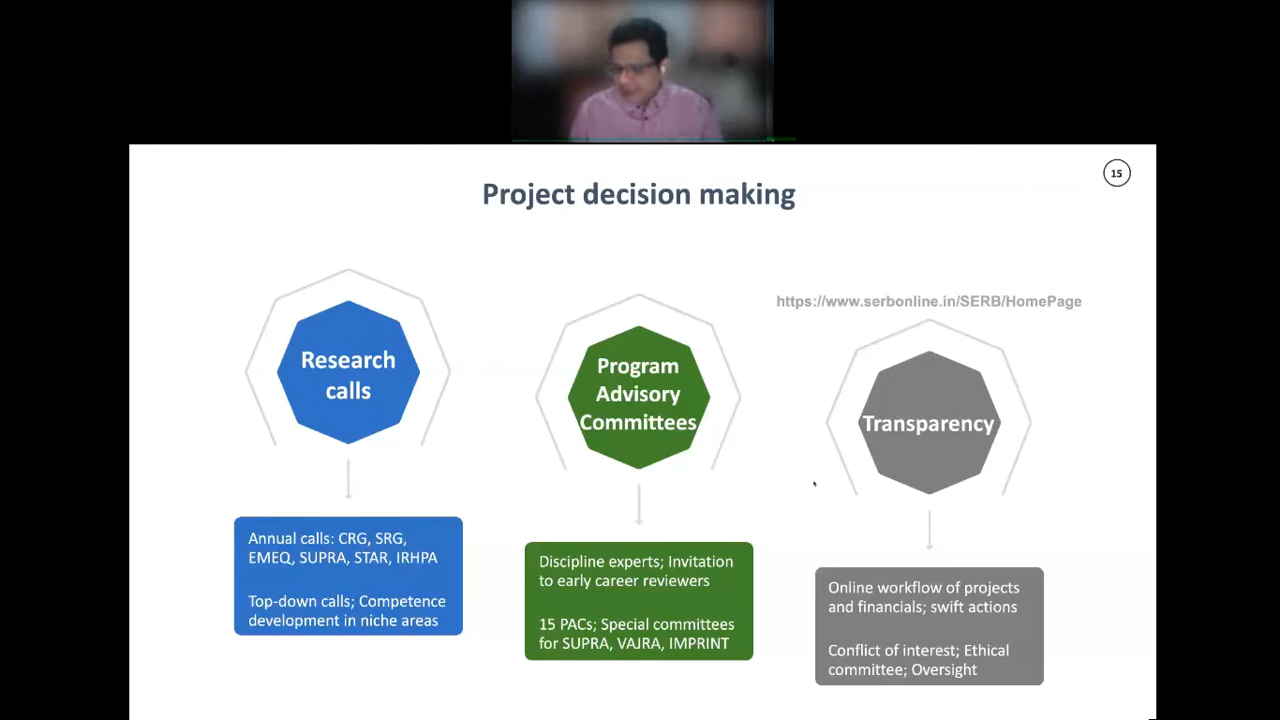 15
Project decision making
https://www.serbonline.in/SERB/HomePage
Research
calls
Program
Advisory
Committees
Transparency
Annual calls: CRG, SRG,
EMEQ, SUPRA, STAR, IRHPA
Top-down calls; Competence
development in niche areas
Discipline experts; Invitation
to early career reviewers
15 PACs; Special committees
for SUPRA, VAJRA, IMPRINT
Online workflow of projects
and financials; swift actions
Conflict of interest; Ethical
committee; Oversight